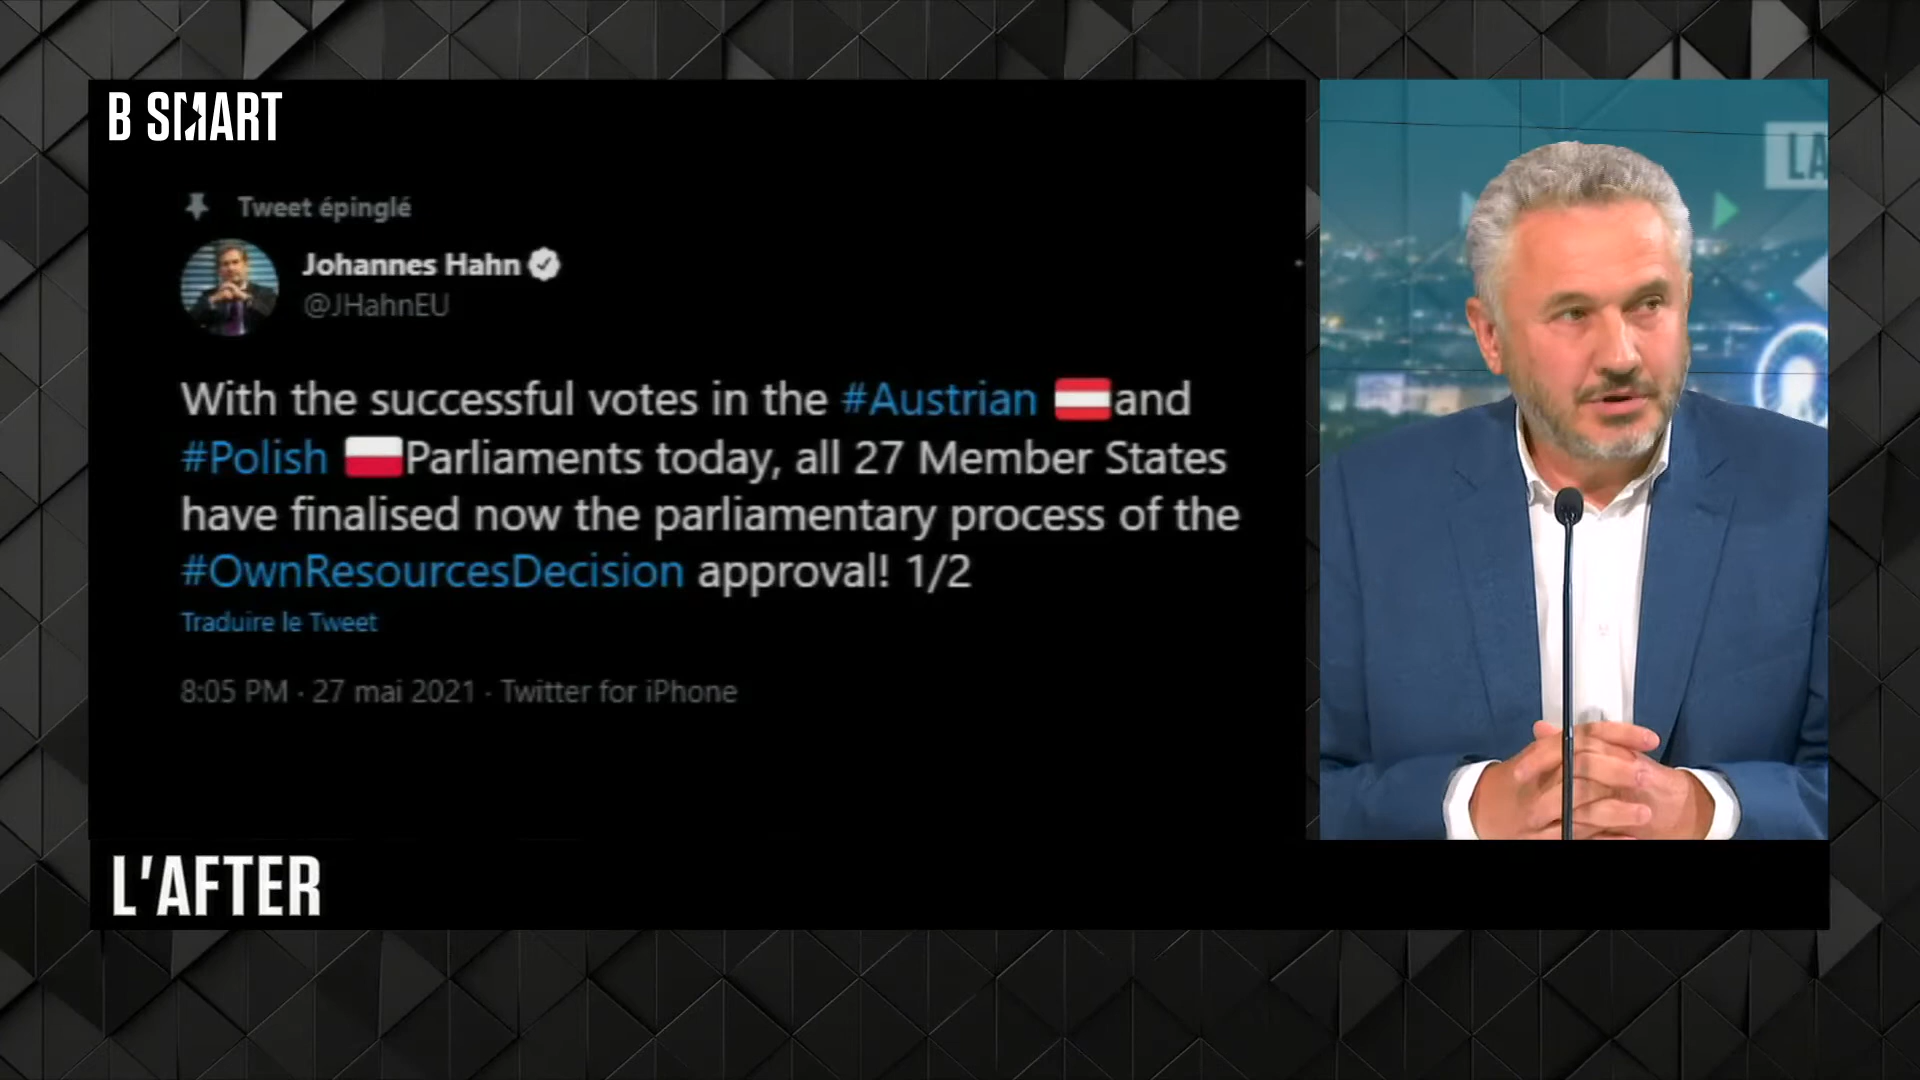 B SMART
Tweet épinglé
Johannes Hahn
@JHahnEU
With the successful votes in the #Austrian and
#Polish Parliaments today, all 27 Member States
have finalised now the parliamentary process of the
#OwnResourcesDecision approval! 1/2
Traduire le Tweet
8:05 PM · 27 mai 2021 · Twitter for iPhone
LA
L'AFTER